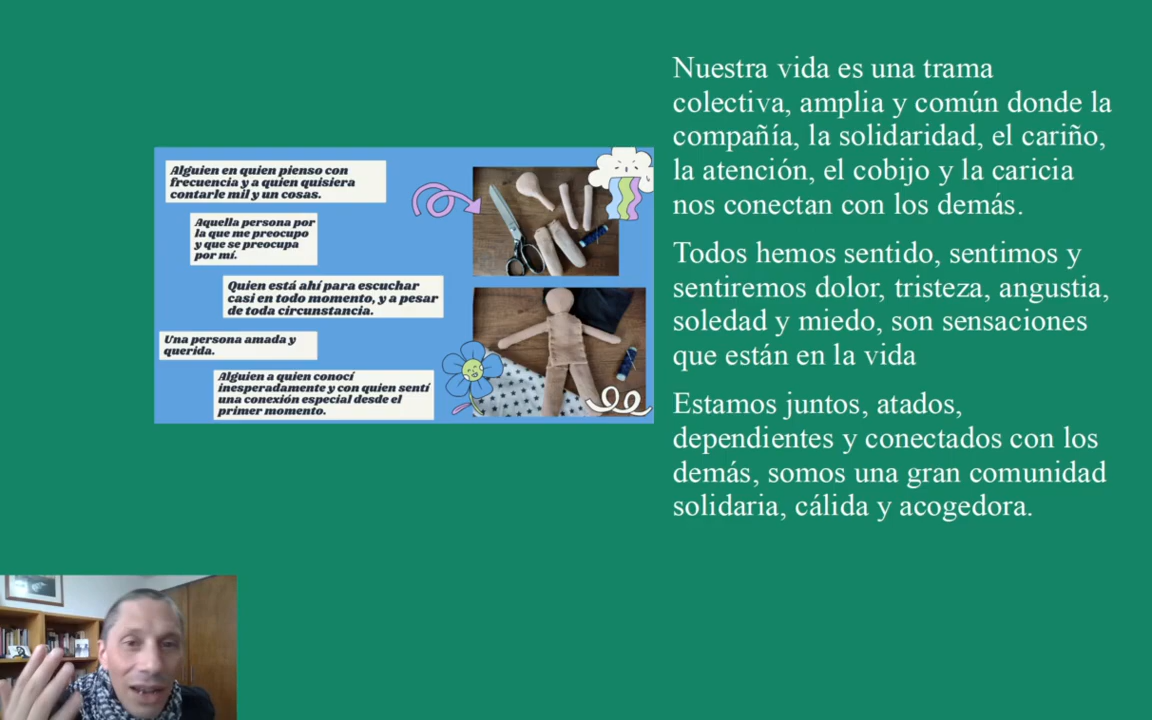 Alguien en quien pienso con
frecuencia y a quien quisiera
contarle mil y un cosas.
Aquella persona por
la que me preocupo
y que se preocupa
por mí.
Quien está ahí para escuchar
casi en todo momento, y a pesar
de toda circunstancia.
Una persona amada y
querida.
Alguien a quien conocí
inesperadamente y con quien sentí
una conexión especial desde el
primer momento.
Nuestra vida es una trama
colectiva, amplia y común donde la
compañía, la solidaridad, el cariño,
la atención, el cobijo y la caricia
nos conectan con los demás.
Todos hemos sentido, sentimos y
sentiremos dolor, tristeza, angustia,
soledad y miedo, son sensaciones
que están en la vida
Estamos juntos, atados,
dependientes y conectados con los
demás, somos una gran comunidad
solidaria, cálida y acogedora.